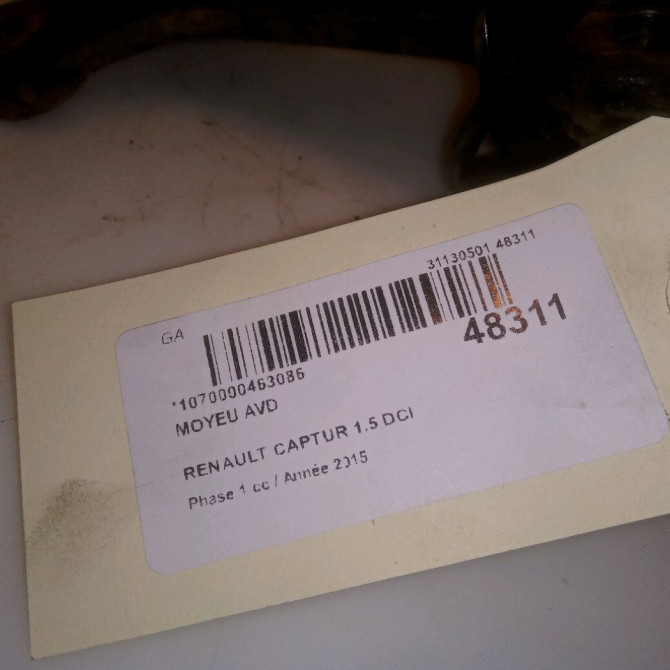 31130501 48311
GA
48311
*1070000463086
MOYEU AVD
RENAULT CAPTUR 1.5 DCI
Phase 1 cc / Année 2015